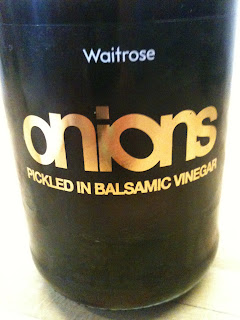 Waitrose
onions
PICKLED IN BALSAMIC VINEGAR